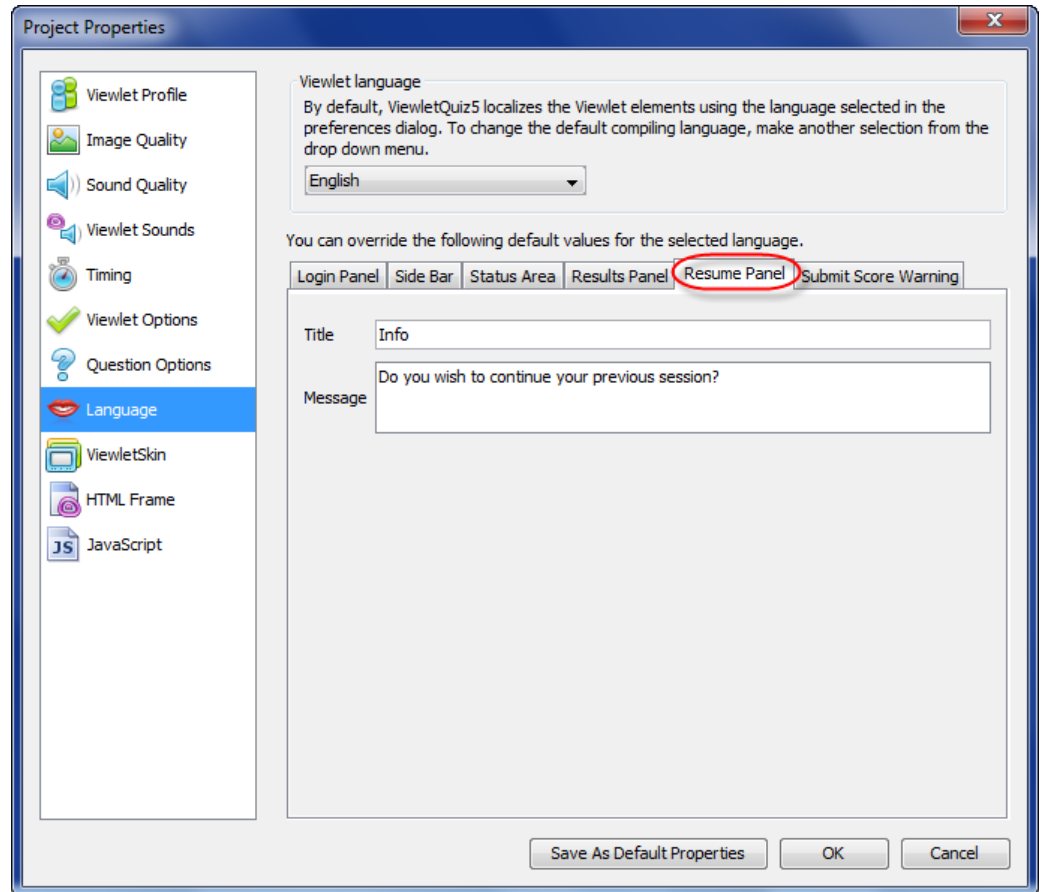 Project Properties
Viewlet Profile
Image Quality
Sound Quality
Viewlet Sounds
Timing
Viewlet Options
Question Options
Language
ViewletSkin
HTML Frame
JS JavaScript
Viewlet language
By default, ViewletQuiz5 localizes the Viewlet elements using the language selected in the
preferences dialog. To change the default compiling language, make another selection from the
drop down menu.
English
You can override the following default values for the selected language.
Login Panel Side Bar Status Area Results Panel Resume Panel Submit Score Warning
Title Info
Message Do you wish to continue your previous session?
Save As Default Properties OK Cancel